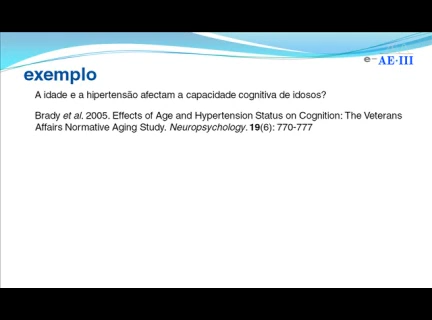 e-AE-III
exemplo
A idade e a hipertensão afectam a capacidade cognitiva de idosos?
Brady et al. 2005. Effects of Age and Hypertension Status on Cognition: The Veterans
Affairs Normative Aging Study. Neuropsychology. 19(6): 770-777